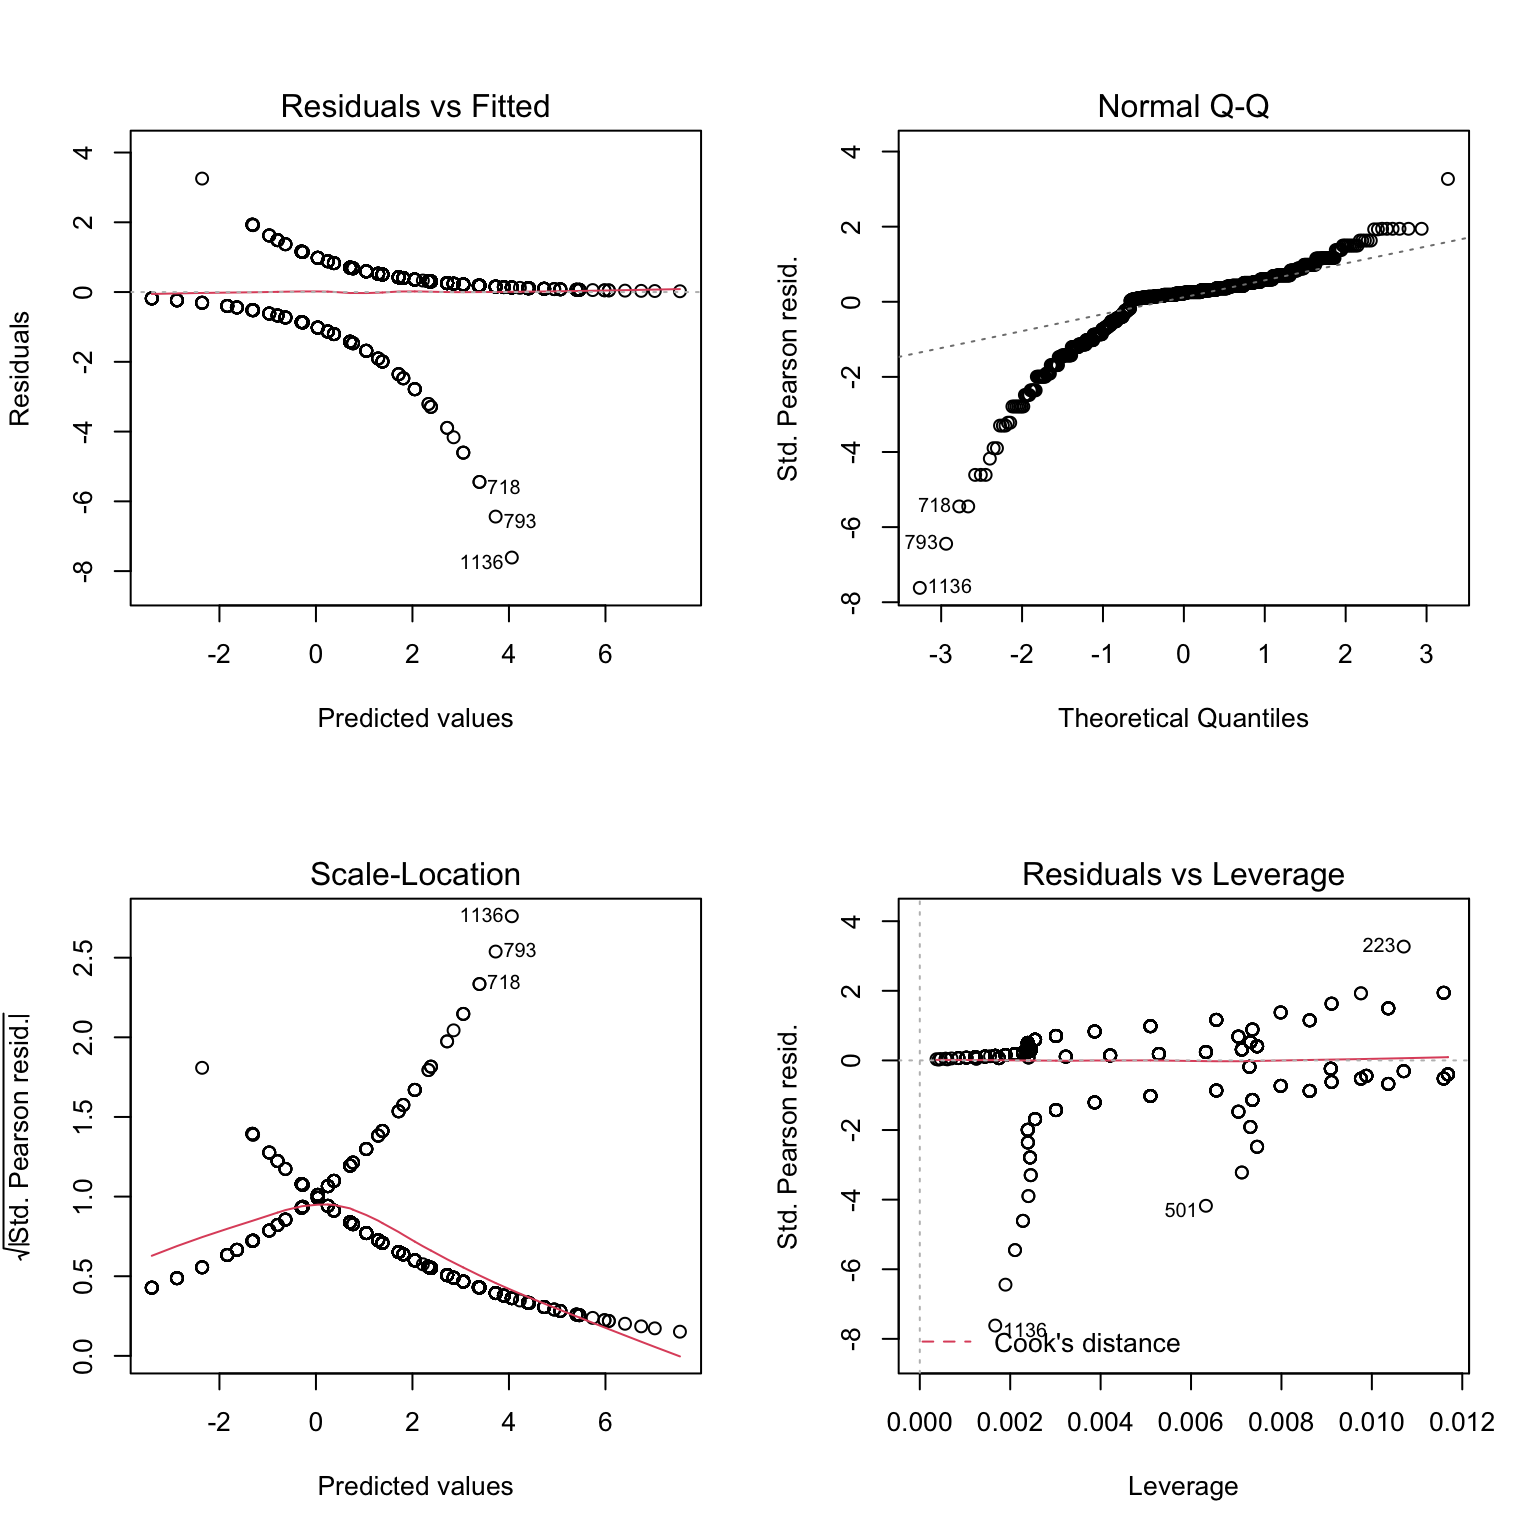 Residuals vs Fitted
4
2
0
-2
-4
-6
-8
Residuals
718
793
1136
-2 0 2 4 6
Predicted values
Normal Q-Q
4
2
0
-2
-4
-6
-8
Std. Pearson resid.
718
793
1136
-3 -2 -1 0 1 2 3
Theoretical Quantiles
Scale-Location
2.5
2.0
1.5
1.0
0.5
0.0
√|Std. Pearson resid.|
1136
793
718
-2 0 2 4 6
Predicted values
Residuals vs Leverage
4
2
0
-2
-4
-6
-8
Std. Pearson resid.
223
501
1136
Cook's distance
0.000 0.002 0.004 0.006 0.008 0.010 0.012
Leverage